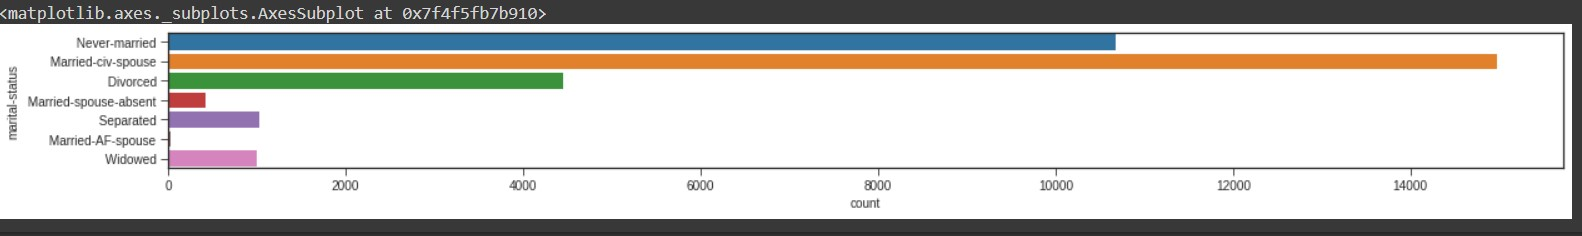 <matplotlib.axes._subplots.AxesSubplot at 0x7f4f5fb7b910>
Never-married
Married-civ-spouse
Divorced
Married-spouse-absent
Separated
Married-AF-spouse
Widowed
marital-status
0 2000 4000 6000 8000 10000 12000 14000
count